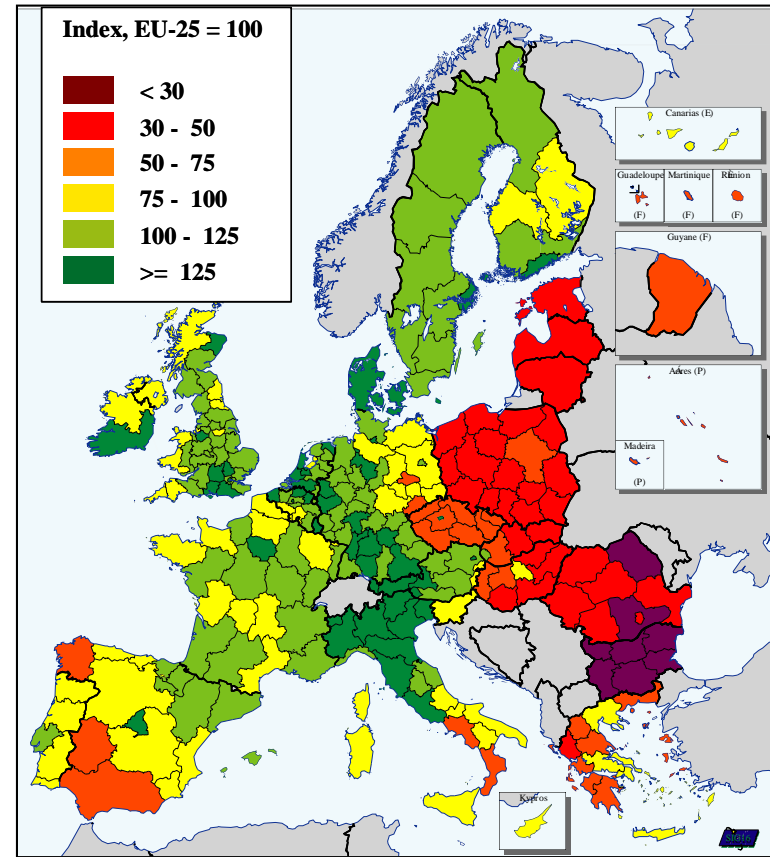 Index, EU-25 = 100
< 30
30 - 50
50 - 75
75 - 100
100 - 125
>= 125
Canarias (E)
Guadeloupe
Martinique
(F)
(F)
(F)
Guyane (F)
(P)
Madeira
(P)
Kypros